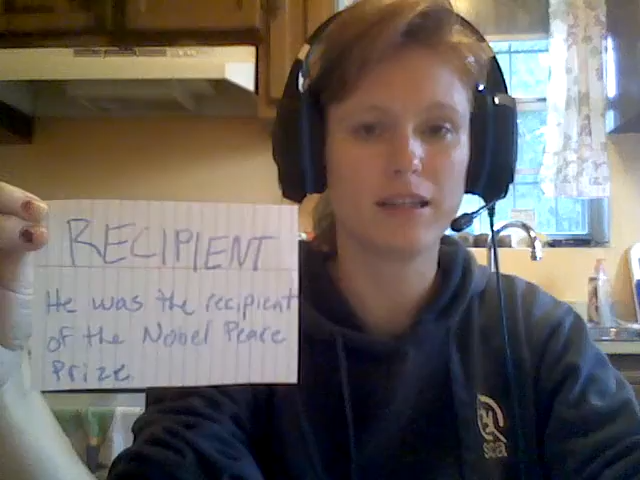 RECIPIENT
He was the recipient
of the Nobel Peace
Prize.